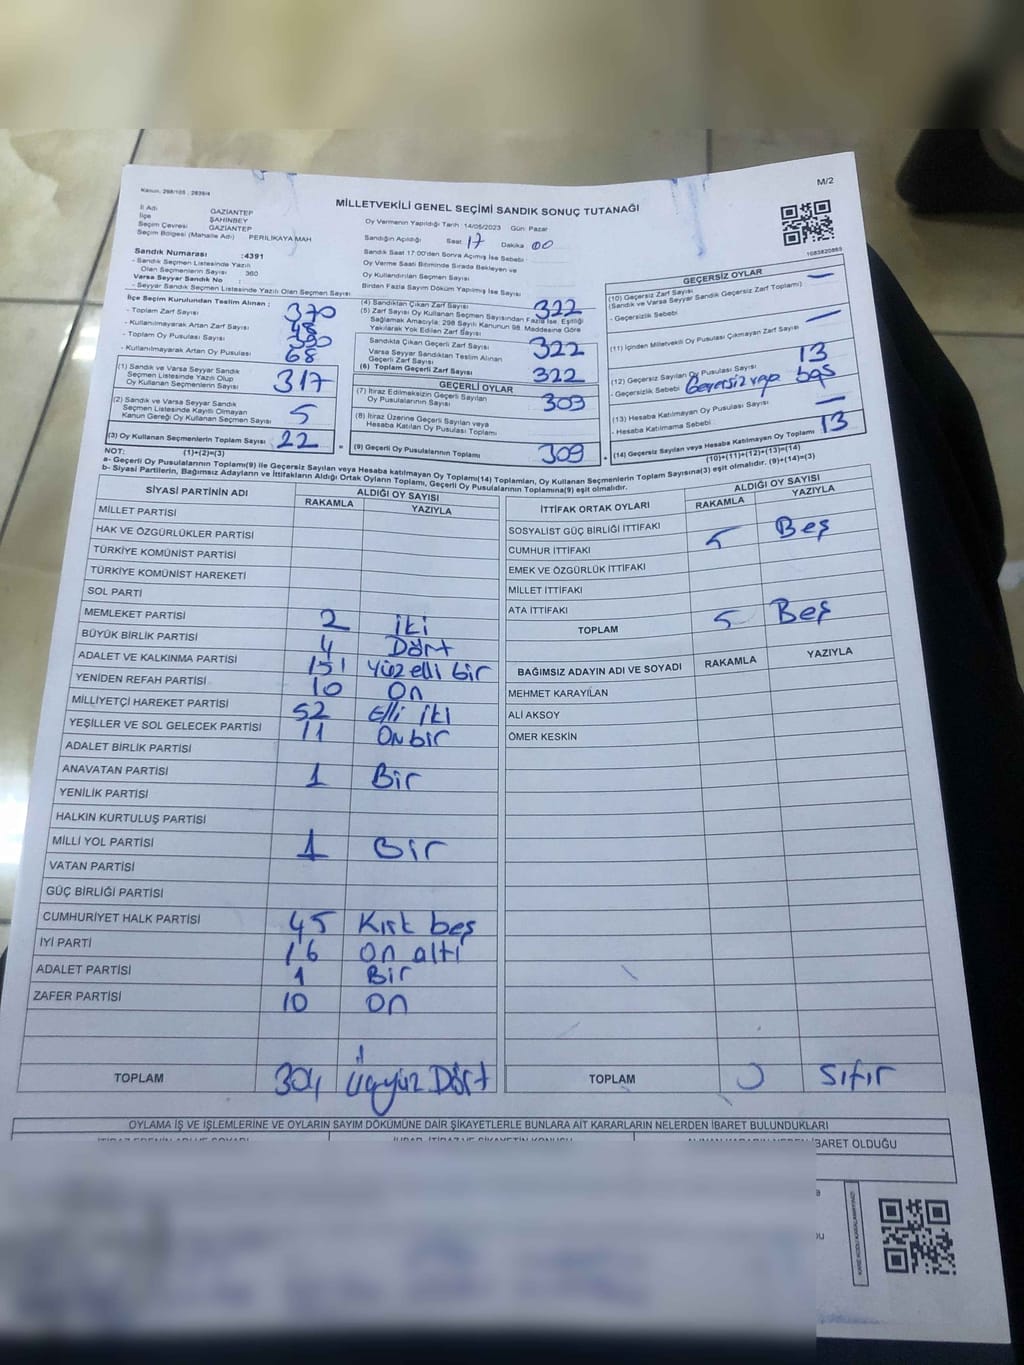 Kanun. 298/105 , 2839/4
M/2
MİLLETVEKİLİ GENEL SEÇİMİ SANDIK SONUÇ TUTANAĞI
İl Adı GAZİANTEP
İlçe ŞAHİNBEY
Seçim Çevresi GAZİANTEP
Seçim Bölgesi (Mahalle Adı) PERİLİKAYA MAH
Oy Vermenin Yapıldığı Tarih : 14/05/2023 Gün Pazar
Sandığın Açıldığı Saat 17 Dakika 00
Sandık Saat 17:00'den Sonra Açılmış İse Sebebi
Oy Verme Saati Bitiminde Sırada Bekleyen ve
Oy Kullandırılan Seçmen Sayısı
Birden Fazla Sayım Döküm Yapılmış İse Sayısı
1683820865
Sandık Numarası :4391
- Sandık Seçmen Listesinde Yazılı
Olan Seçmenlerin Sayısı 360
Varsa Seyyar Sandık No :
- Seyyar Sandık Seçmen Listesinde Yazılı Olan Seçmen Sayısı
İlçe Seçim Kurulundan Teslim Alınan :
- Toplam Zarf Sayısı 370
- Kullanılmayarak Artan Zarf Sayısı 48
- Toplam Oy Pusulası Sayısı
- Kullanılmayarak Artan Oy Pusulası 68
(1) Sandık ve Varsa Seyyar Sandık
Seçmen Listesinde Yazılı Olup
Oy Kullanan Seçmenlerin Sayısı 317
(2) Sandık ve Varsa Seyyar Sandık
Seçmen Listesinde Kayıtlı Olmayan
Kanun Gereği Oy Kullanan Seçmen Sayısı 5
(3) Oy Kullanan Seçmenlerin Toplam Sayısı 22
(1)+(2)=(3)
(4) Sandıktan Çıkan Zarf Sayısı 322
(5) Zarf Sayısı Oy Kullanan Seçmen Sayısından Fazla İse, Eşitliği
Sağlamak Amacıyla; 298 Sayılı Kanunun 98. Maddesine Göre
Yakılarak Yok Edilen Zarf Sayısı
Sandıkta Çıkan Geçerli Zarf Sayısı 322
Varsa Seyyar Sandıktan Teslim Alınan
Geçerli Zarf Sayısı
(6) Toplam Geçerli Zarf Sayısı 322
GEÇERLİ OYLAR
(7) İtiraz Edilmeksizin Geçerli Sayılan
Oy Pusulalarının Sayısı 309
(8) İtiraz Üzerine Geçerli Sayılan veya
Hesaba Katılan Oy Pusulası Toplamı
(9) Geçerli Oy Pusulalarının Toplamı 309
GEÇERSİZ OYLAR
(10) Geçersiz Zarf Sayısı —
(Sandık ve Varsa Seyyar Sandık Geçersiz Zarf Toplamı)
- Geçersizlik Sebebi
(11) İçinden Milletvekili Oy Pusulası Çıkmayan Zarf Sayısı —
(12) Geçersiz Sayılan Oy Pusulası Sayısı 13
- Geçersizlik Sebebi Geçersiz veya boş
(13) Hesaba Katılmayan Oy Pusulası Sayısı —
- Hesaba Katılmama Sebebi
(14) Geçersiz Sayılan veya Hesaba Katılmayan Oy Toplamı 13
(10)+(11)+(12)+(13)=(14)
NOT:
a- Geçerli Oy Pusulalarının Toplamı(9) ile Geçersiz Sayılan veya Hesaba katılmayan Oy Toplamı(14) Toplamları, Oy Kullanan Seçmenlerin Toplam Sayısına(3) eşit olmalıdır. (9)+(14)=(3)
b- Siyasi Partilerin, Bağımsız Adayların ve İttifakların Aldığı Ortak Oyların Toplamı, Geçerli Oy Pusulalarının Toplamına(9) eşit olmalıdır.
SİYASİ PARTİNİN ADI ALDIĞI OY SAYISI
RAKAMLA YAZIYLA
MİLLET PARTİSİ
HAK VE ÖZGÜRLÜKLER PARTİSİ
TÜRKİYE KOMÜNİST PARTİSİ
TÜRKİYE KOMÜNİST HAREKETİ
SOL PARTİ
MEMLEKET PARTİSİ 2 iki
BÜYÜK BİRLİK PARTİSİ 4 Dört
ADALET VE KALKINMA PARTİSİ 151 Yüz elli bir
YENİDEN REFAH PARTİSİ 10 On
MİLLİYETÇİ HAREKET PARTİSİ 52 Elli iki
YEŞİLLER VE SOL GELECEK PARTİSİ 11 On bir
ADALET BİRLİK PARTİSİ
ANAVATAN PARTİSİ 1 Bir
YENİLİK PARTİSİ
HALKIN KURTULUŞ PARTİSİ
MİLLİ YOL PARTİSİ 1 Bir
VATAN PARTİSİ
GÜÇ BİRLİĞİ PARTİSİ
CUMHURİYET HALK PARTİSİ 45 Kırk beş
İYİ PARTİ 16 On altı
ADALET PARTİSİ 1 Bir
ZAFER PARTİSİ 10 On
TOPLAM 304 Üçyüz Dört
İTTİFAK ORTAK OYLARI ALDIĞI OY SAYISI
RAKAMLA YAZIYLA
SOSYALİST GÜÇ BİRLİĞİ İTTİFAKI
CUMHUR İTTİFAKI 5 Beş
EMEK VE ÖZGÜRLÜK İTTİFAKI
MİLLET İTTİFAKI
ATA İTTİFAKI
TOPLAM 5 Beş
BAĞIMSIZ ADAYIN ADI VE SOYADI RAKAMLA YAZIYLA
MEHMET KARAYILAN
ALİ AKSOY
ÖMER KESKİN
TOPLAM 0 Sıfır
OYLAMA İŞ VE İŞLEMLERİNE VE OYLARIN SAYIM DÖKÜMÜNE DAİR ŞİKAYETLERLE BUNLARA AİT KARARLARIN NELERDEN İBARET BULUNDUKLARI
İBARET OLDUĞU